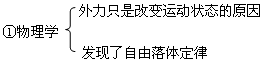 外力只是改变运动状态的原因
①物理学
发现了自由落体定律